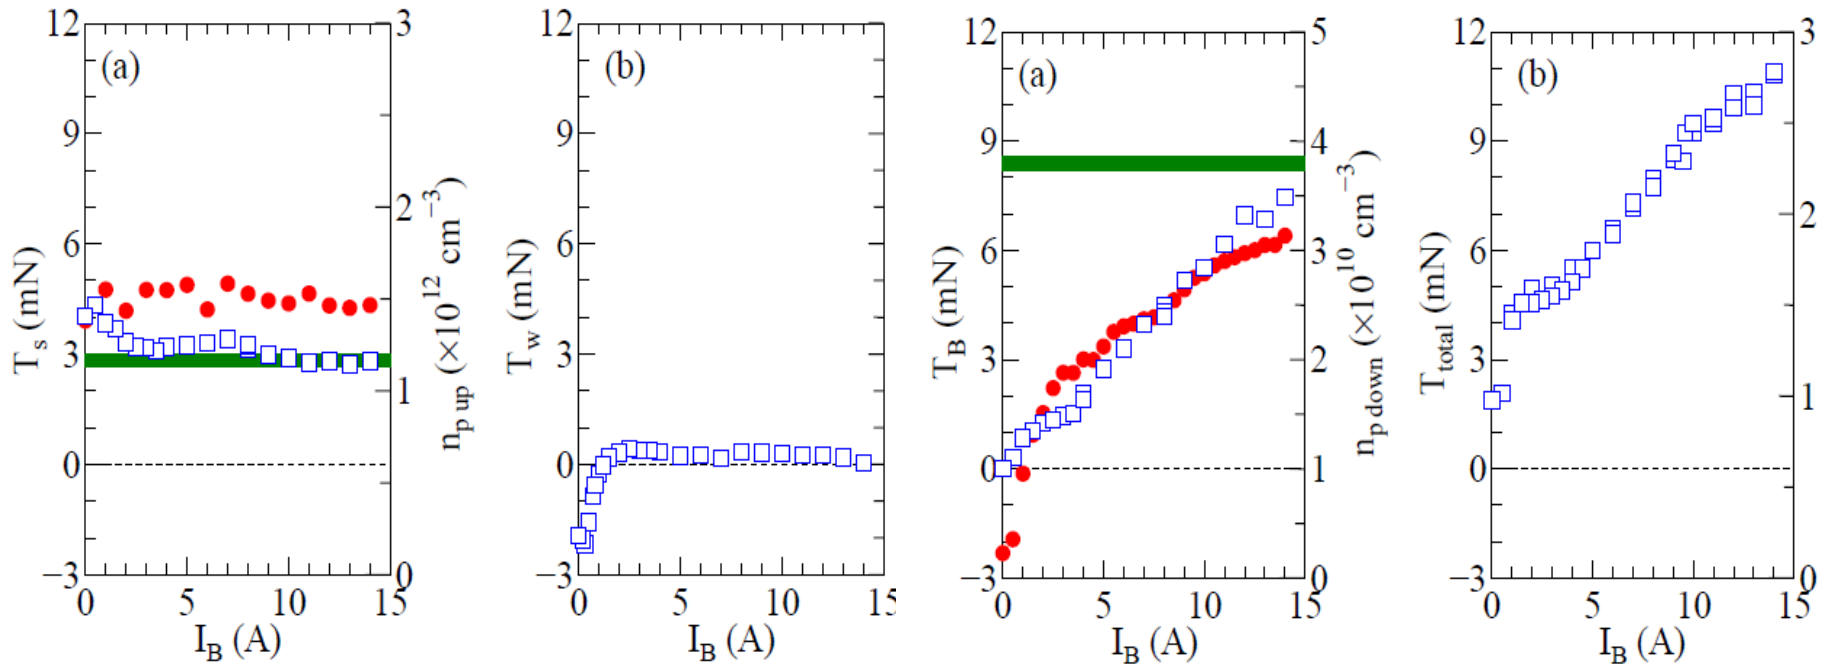 (a)
12
9
6
3
0
−3
T_s (mN)
3
2
1
0
n_p up (×10^12 cm^−3)
0 5 10 15
I_B (A)
(b)
12
9
6
3
0
−3
T_w (mN)
0 5 10 15
I_B (A)
(a)
12
9
6
3
0
−3
T_B (mN)
5
4
3
2
1
0
n_p down (×10^10 cm^−3)
0 5 10 15
I_B (A)
(b)
12
9
6
3
0
−3
T_total (mN)
3
2
1
0
0 5 10 15
I_B (A)